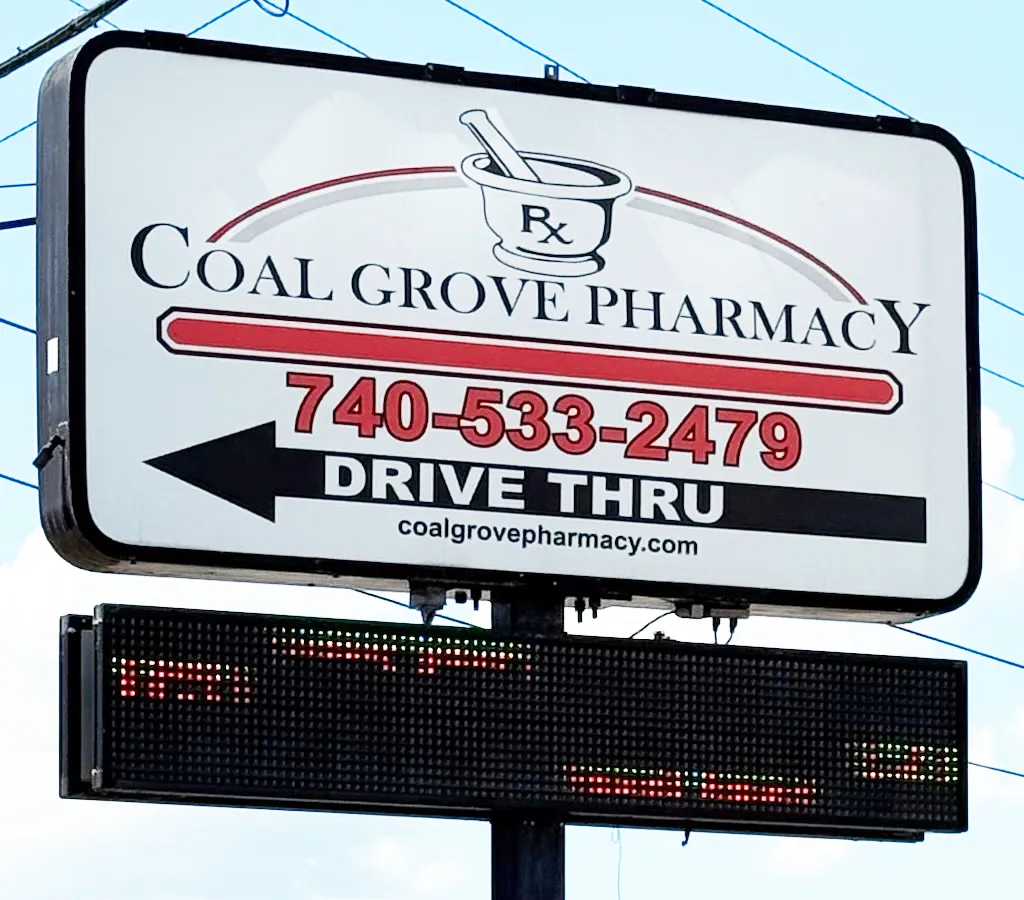 Rx
COAL GROVE PHARMACY
740-533-2479
DRIVE THRU
coalgrovepharmacy.com